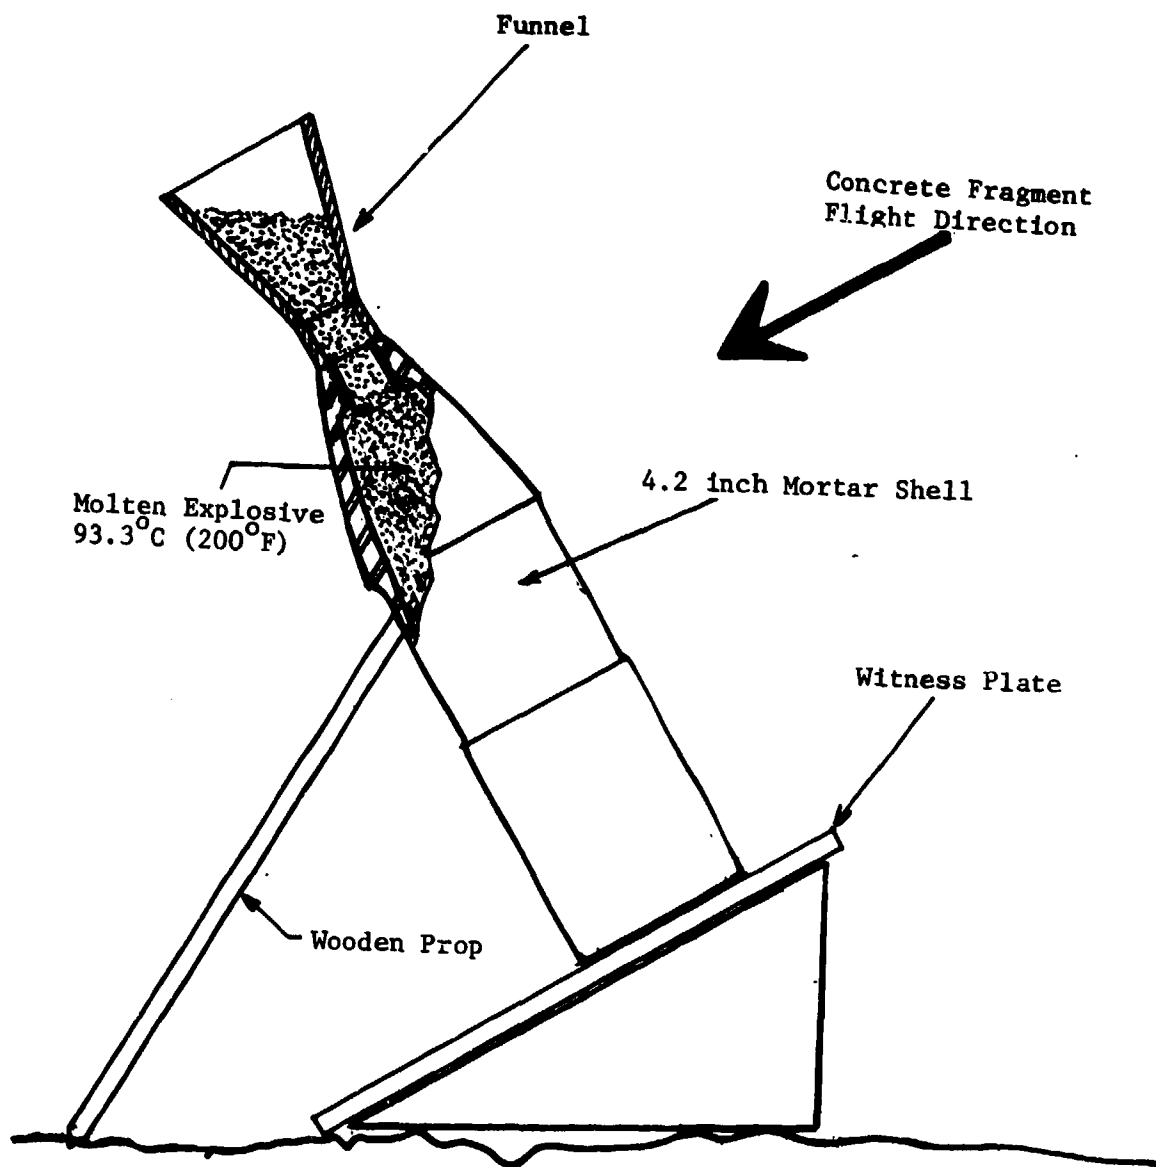 Funnel
Concrete Fragment
Flight Direction
4.2 inch Mortar Shell
Molten Explosive
93.3°C (200°F)
Witness Plate
Wooden Prop